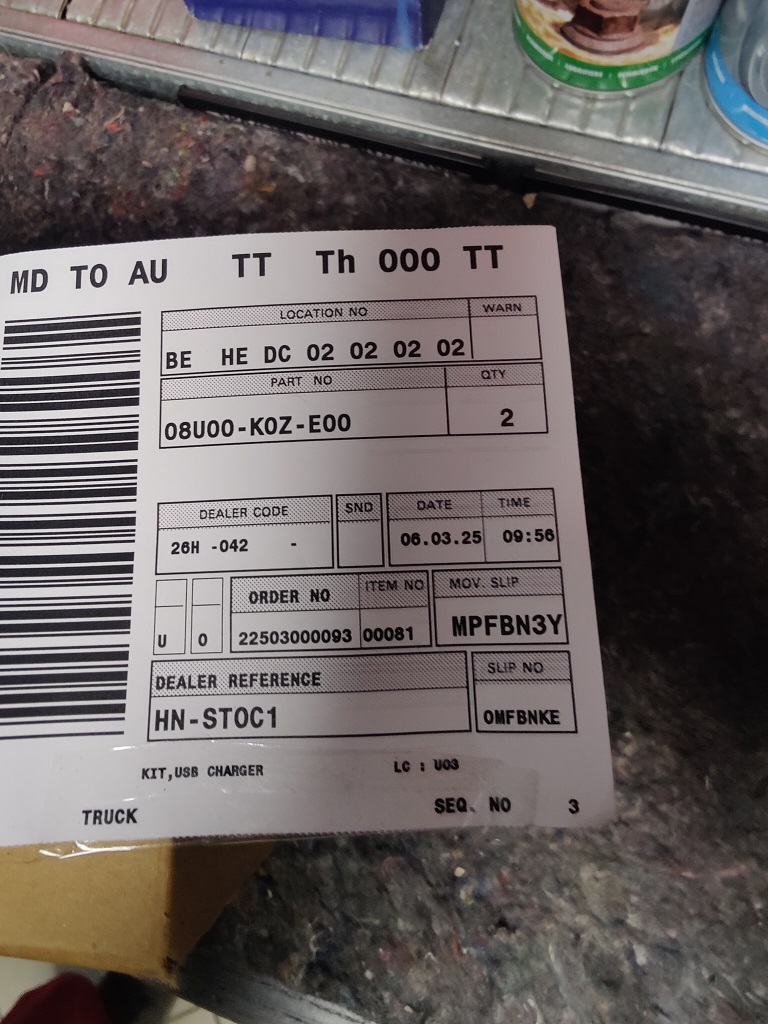 MD TO AU TT Th 000 TT
LOCATION NO WARN
BE HE DC 02 02 02 02
PART NO QTY
08U00-K0Z-E00 2
DEALER CODE SND DATE TIME
26H -042 - 06.03.25 09:56
ORDER NO ITEM NO MOV. SLIP
U 0 22503000093 00081 MPFBN3Y
DEALER REFERENCE SLIP NO
HN-STOC1 0MFBNKE
KIT,USB CHARGER LC : U03
TRUCK SEQ. NO 3